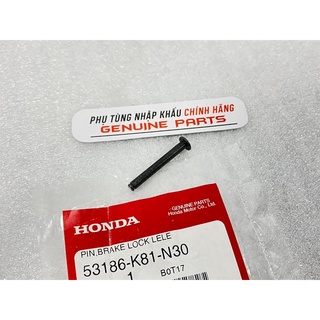 PHỤ TÙNG NHẬP KHẨU CHÍNH HÃNG
GENUINE PARTS
HONDA
GENUINE PARTS
Honda Motor Co., Ltd.
PIN,BRAKE LOCK LELE
53186-K81-N30
1
B0T17